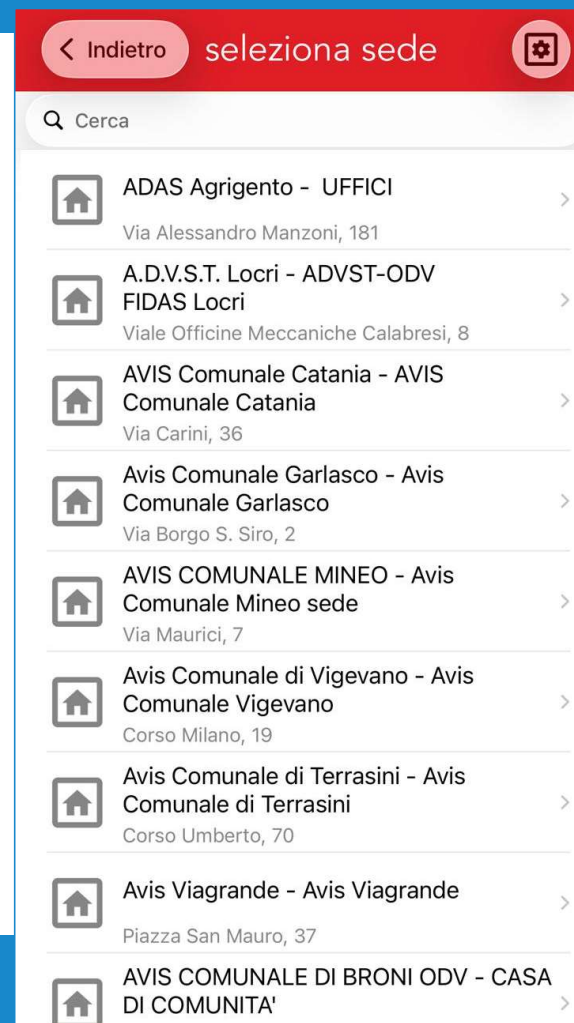 Indietro
seleziona sede
Cerca
ADAS Agrigento - UFFICI
Via Alessandro Manzoni, 181
A.D.V.S.T. Locri - ADVST-ODV
FIDAS Locri
Viale Officine Meccaniche Calabresi, 8
AVIS Comunale Catania - AVIS
Comunale Catania
Via Carini, 36
Avis Comunale Garlasco - Avis
Comunale Garlasco
Via Borgo S. Siro, 2
AVIS COMUNALE MINEO - Avis
Comunale Mineo sede
Via Maurici, 7
Avis Comunale di Vigevano - Avis
Comunale Vigevano
Corso Milano, 19
Avis Comunale di Terrasini - Avis
Comunale di Terrasini
Corso Umberto, 70
Avis Viagrande - Avis Viagrande
Piazza San Mauro, 37
AVIS COMUNALE DI BRONI ODV - CASA
DI COMUNITA'